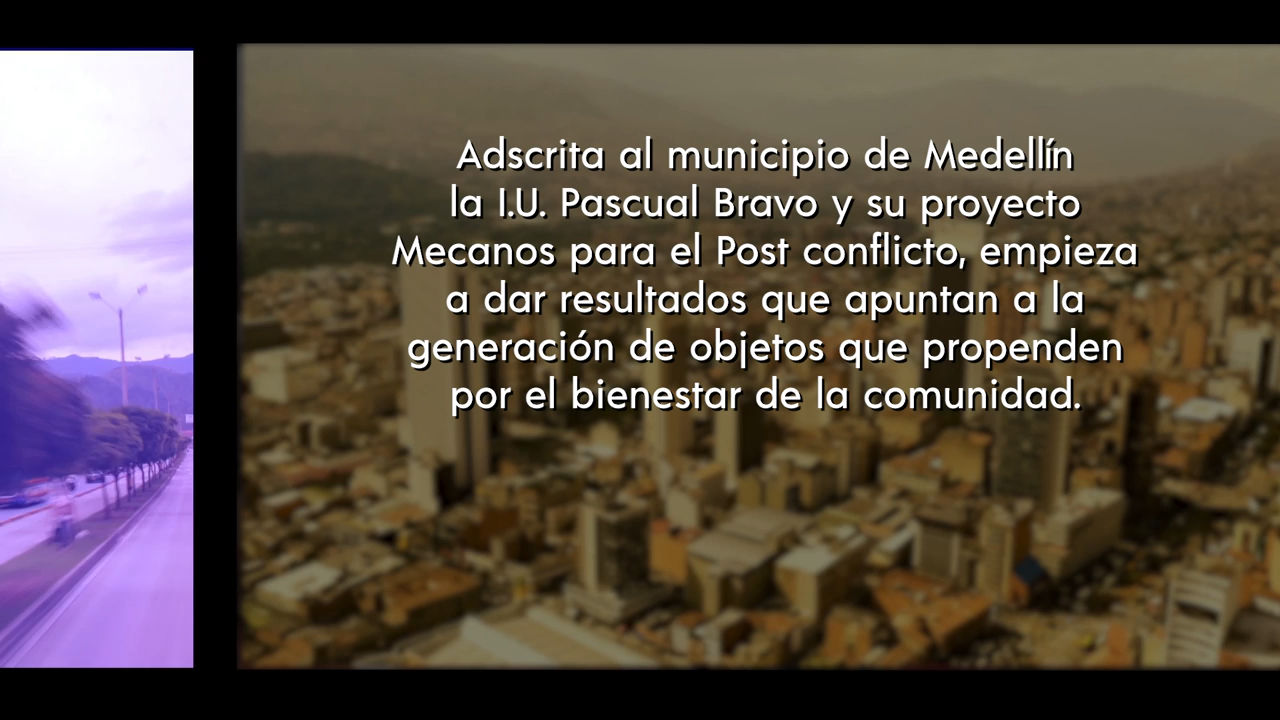 Adscrita al municipio de Medellín
la I.U. Pascual Bravo y su proyecto
Mecanos para el Post conflicto, empieza
a dar resultados que apuntan a la
generación de objetos que propenden
por el bienestar de la comunidad.